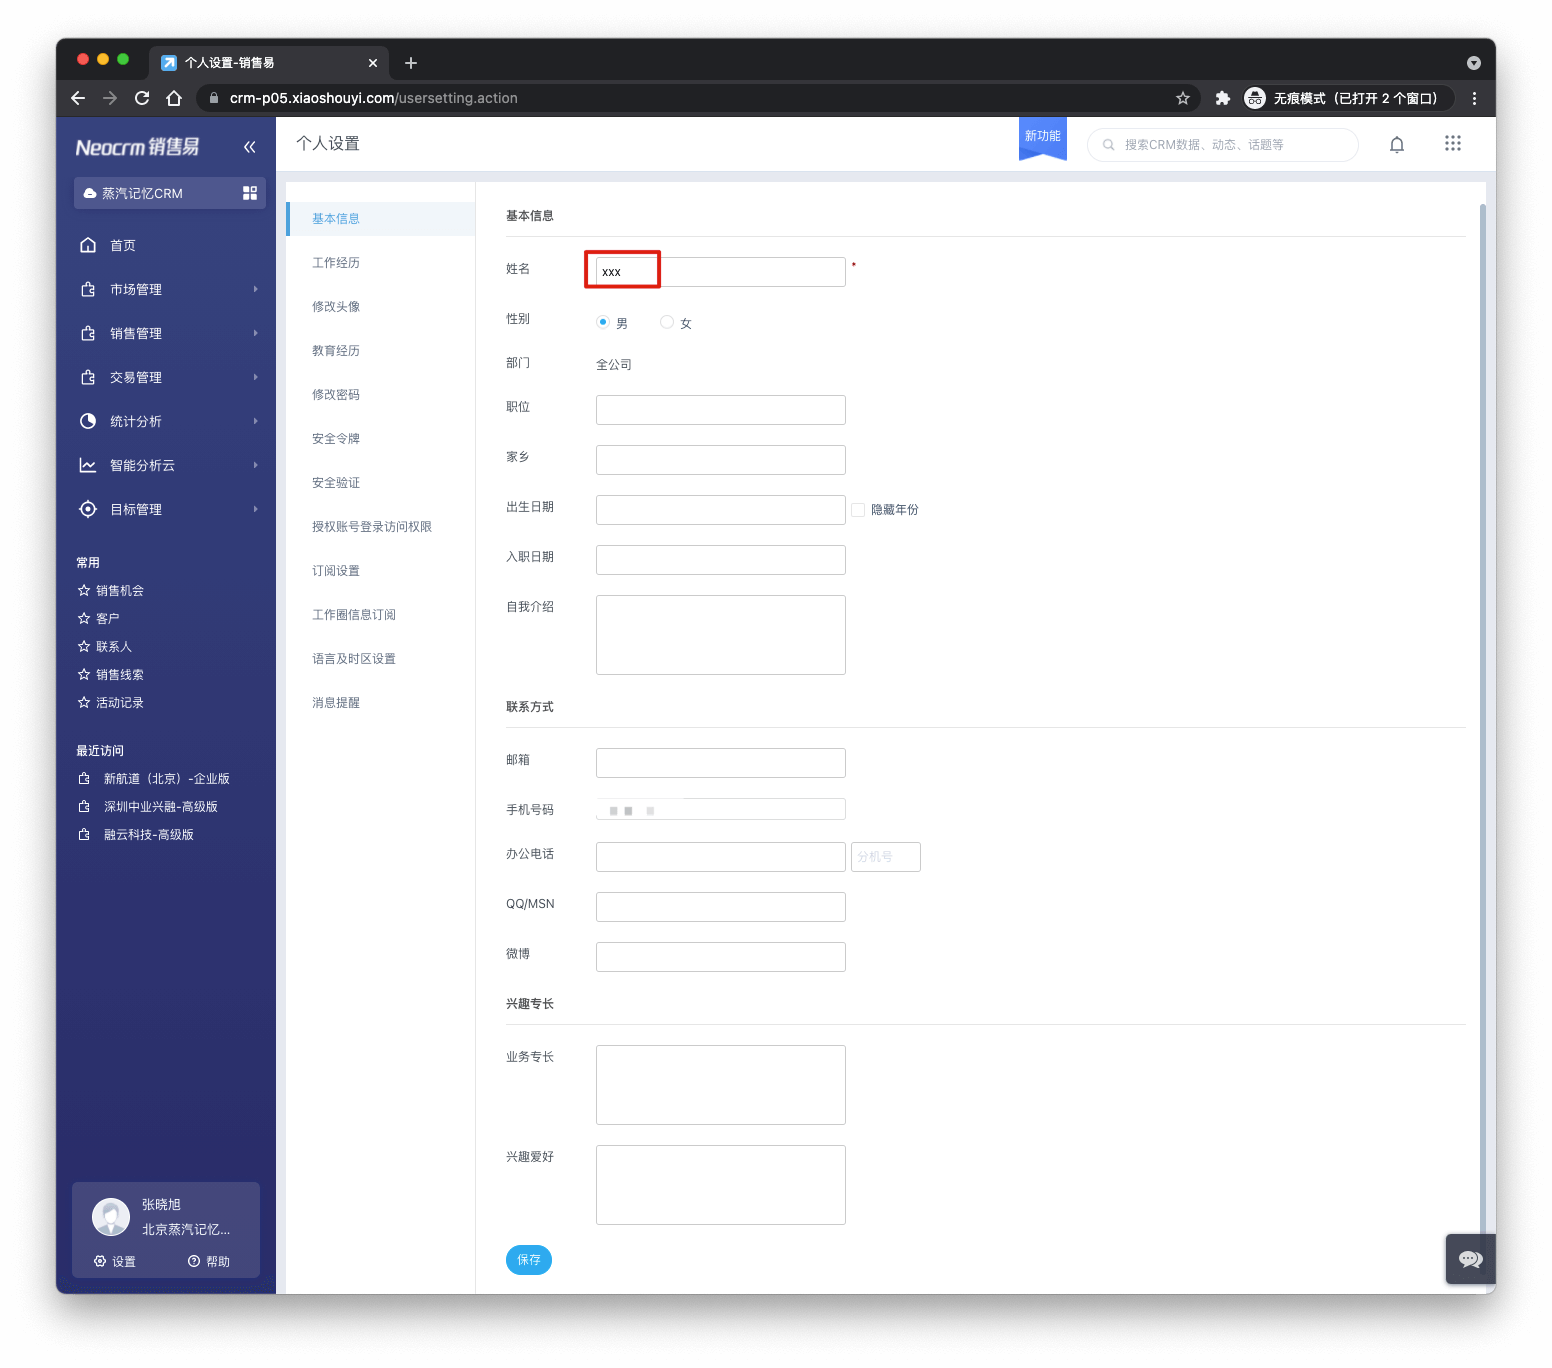 个人设置-销售易
crm-p05.xiaoshouyi.com/usersetting.action
无痕模式（已打开 2 个窗口）
Neocrm 销售易
蒸汽记忆CRM
首页
市场管理
销售管理
交易管理
统计分析
智能分析云
目标管理
常用
销售机会
客户
联系人
销售线索
活动记录
最近访问
新航道（北京）-企业版
深圳中业兴融-高级版
融云科技-高级版
张晓旭
北京蒸汽记忆...
设置
帮助
个人设置
新功能
搜索CRM数据、动态、话题等
基本信息
工作经历
修改头像
教育经历
修改密码
安全令牌
安全验证
授权账号登录访问权限
订阅设置
工作圈信息订阅
语言及时区设置
消息提醒
基本信息
姓名 xxx *
性别 男 女
部门 全公司
职位
家乡
出生日期 隐藏年份
入职日期
自我介绍
联系方式
邮箱
手机号码
办公电话 分机号
QQ/MSN
微博
兴趣专长
业务专长
兴趣爱好
保存